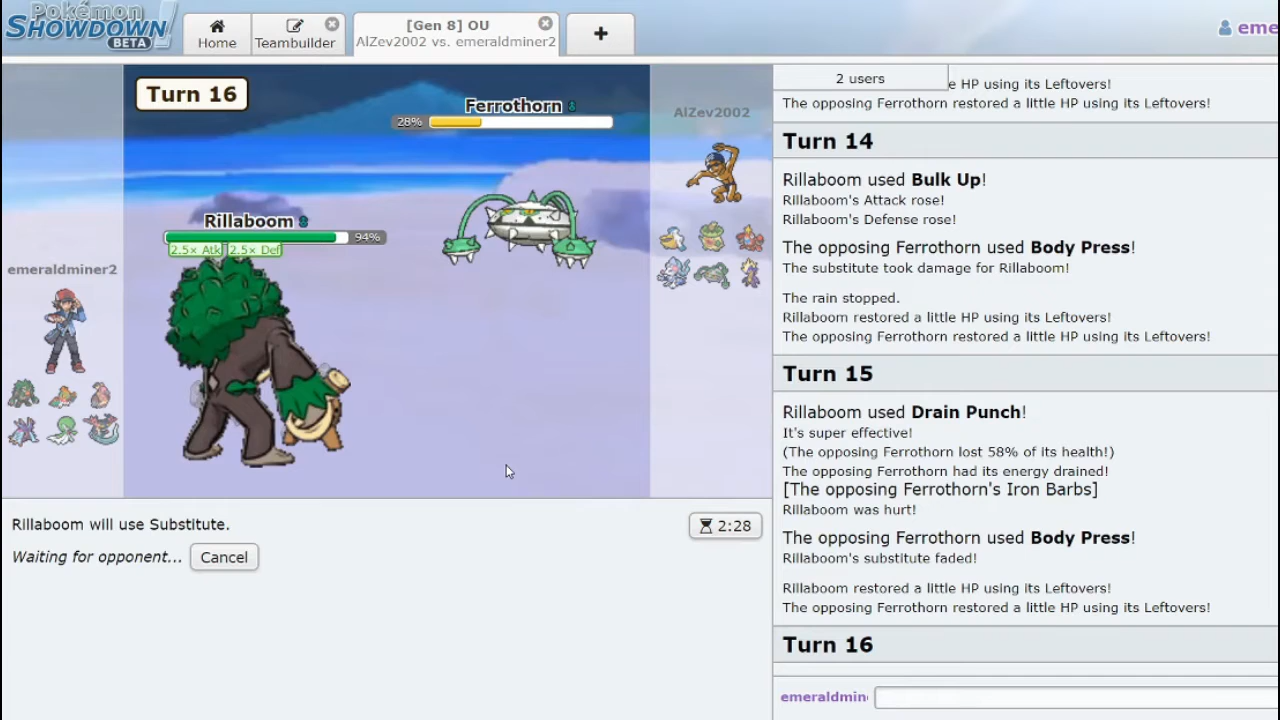 Pokémon
SHOWDOWN!
BETA
Home
Teambuilder
[Gen 8] OU
AlZev2002 vs. emeraldminer2
+
eme
Turn 16
Ferrothorn
28%
Rillaboom
94%
2.5× Atk 2.5× Def
emeraldminer2
AlZev2002
Rillaboom will use Substitute.
Waiting for opponent... Cancel
2:28
2 users
e HP using its Leftovers!
The opposing Ferrothorn restored a little HP using its Leftovers!
Turn 14
Rillaboom used Bulk Up!
Rillaboom's Attack rose!
Rillaboom's Defense rose!
The opposing Ferrothorn used Body Press!
The substitute took damage for Rillaboom!
The rain stopped.
Rillaboom restored a little HP using its Leftovers!
The opposing Ferrothorn restored a little HP using its Leftovers!
Turn 15
Rillaboom used Drain Punch!
It's super effective!
(The opposing Ferrothorn lost 58% of its health!)
The opposing Ferrothorn had its energy drained!
[The opposing Ferrothorn's Iron Barbs]
Rillaboom was hurt!
The opposing Ferrothorn used Body Press!
Rillaboom's substitute faded!
Rillaboom restored a little HP using its Leftovers!
The opposing Ferrothorn restored a little HP using its Leftovers!
Turn 16
emeraldmin